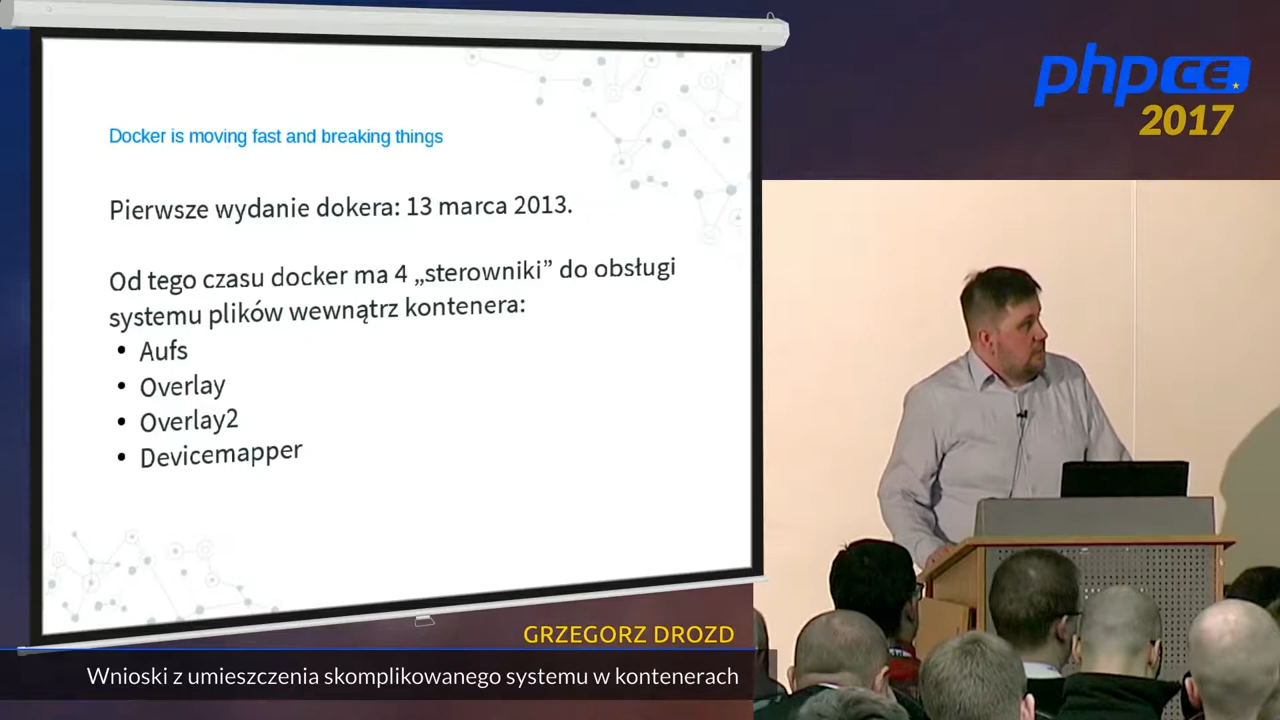 Docker is moving fast and breaking things
Pierwsze wydanie dokera: 13 marca 2013.
Od tego czasu docker ma 4 „sterowniki” do obsługi
systemu plików wewnątrz kontenera:
• Aufs
• Overlay
• Overlay2
• Devicemapper
phpCE
2017
GRZEGORZ DROZD
Wnioski z umieszczenia skomplikowanego systemu w kontenerach